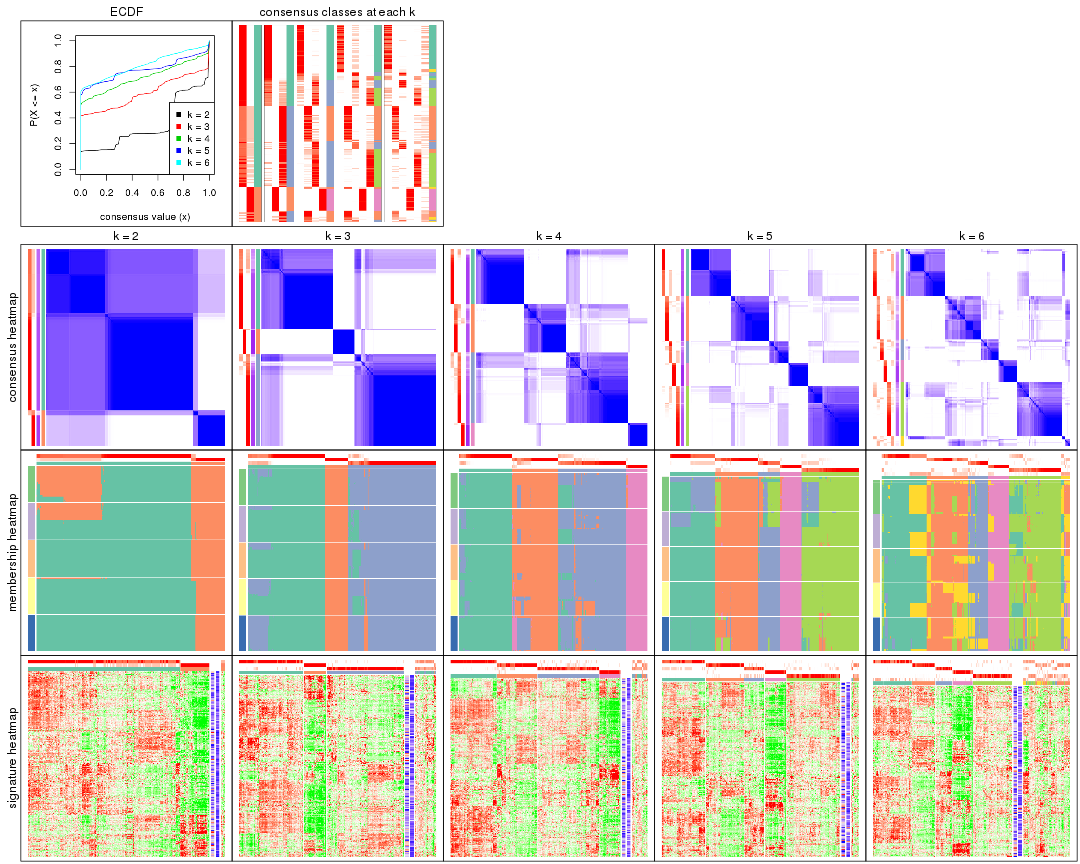 ECDF
consensus classes at each k
P(X <= x)
1.0
0.8
0.6
0.4
0.2
0.0
k = 2
k = 3
k = 4
k = 5
k = 6
0.0 0.2 0.4 0.6 0.8 1.0
consensus value (x)
k = 2
k = 3
k = 4
k = 5
k = 6
consensus heatmap
membership heatmap
signature heatmap